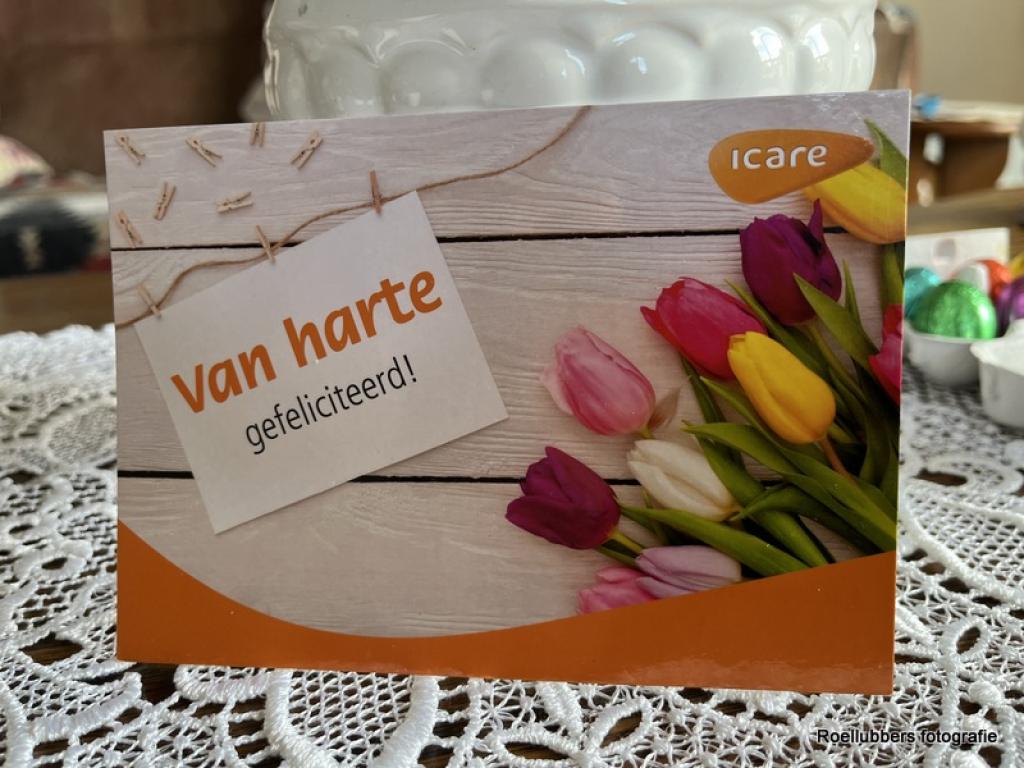 icare
van harte
gefeliciteerd!
Roellubbers fotografie